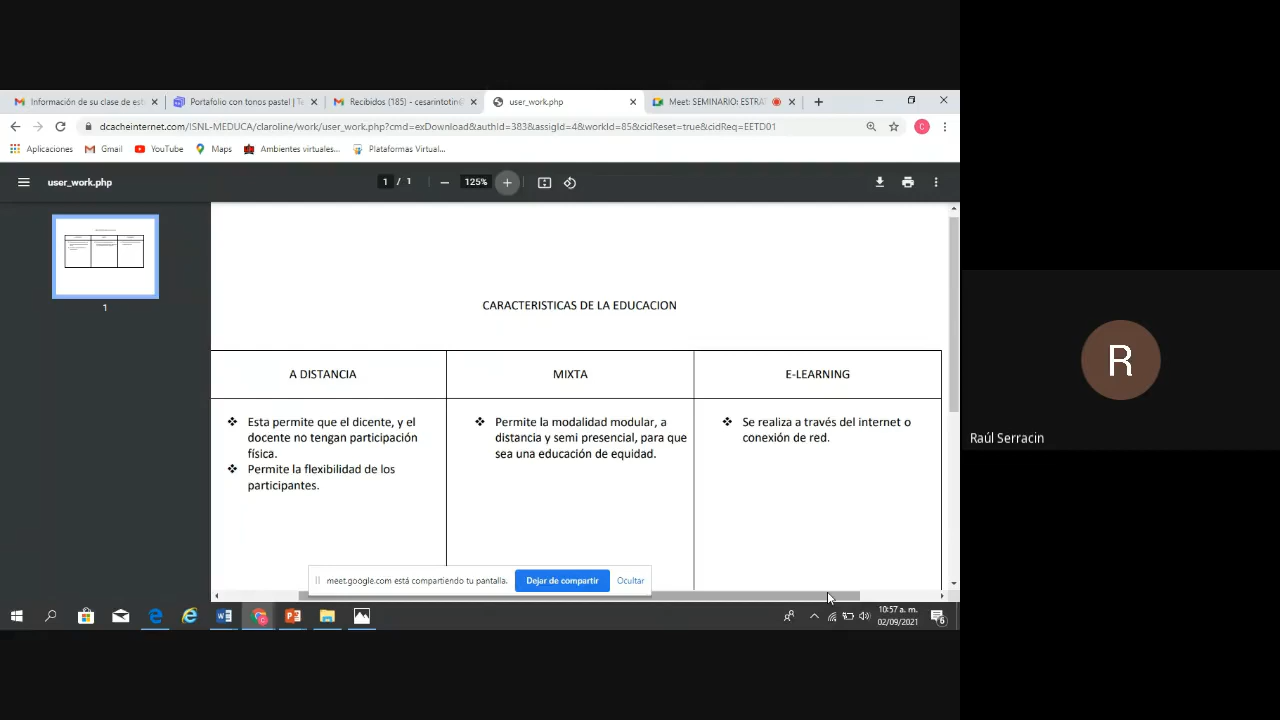 Información de su clase de est
Portafolio con tonos pastel | Te
Recibidos (185) - cesarintotin@
user_work.php
Meet: SEMINARIO: ESTRAT
dcacheinternet.com/ISNL-MEDUCA/claroline/work/user_work.php?cmd=exDownload&authId=383&assigId=4&workId=85&cidReset=true&cidReq=EETD01
C
Aplicaciones
Gmail
YouTube
Maps
Ambientes virtuales...
Plataformas Virtual...
user_work.php
1 / 1
125%
1
CARACTERISTICAS DE LA EDUCACION
A DISTANCIA
Esta permite que el dicente, y el
docente no tengan participación
física.
Permite la flexibilidad de los
participantes.
MIXTA
Permite la modalidad modular, a
distancia y semi presencial, para que
sea una educación de equidad.
E-LEARNING
Se realiza a través del internet o
conexión de red.
meet.google.com está compartiendo tu pantalla.
Dejar de compartir
Ocultar
10:57 a. m.
02/09/2021
6
R
Raúl Serracin